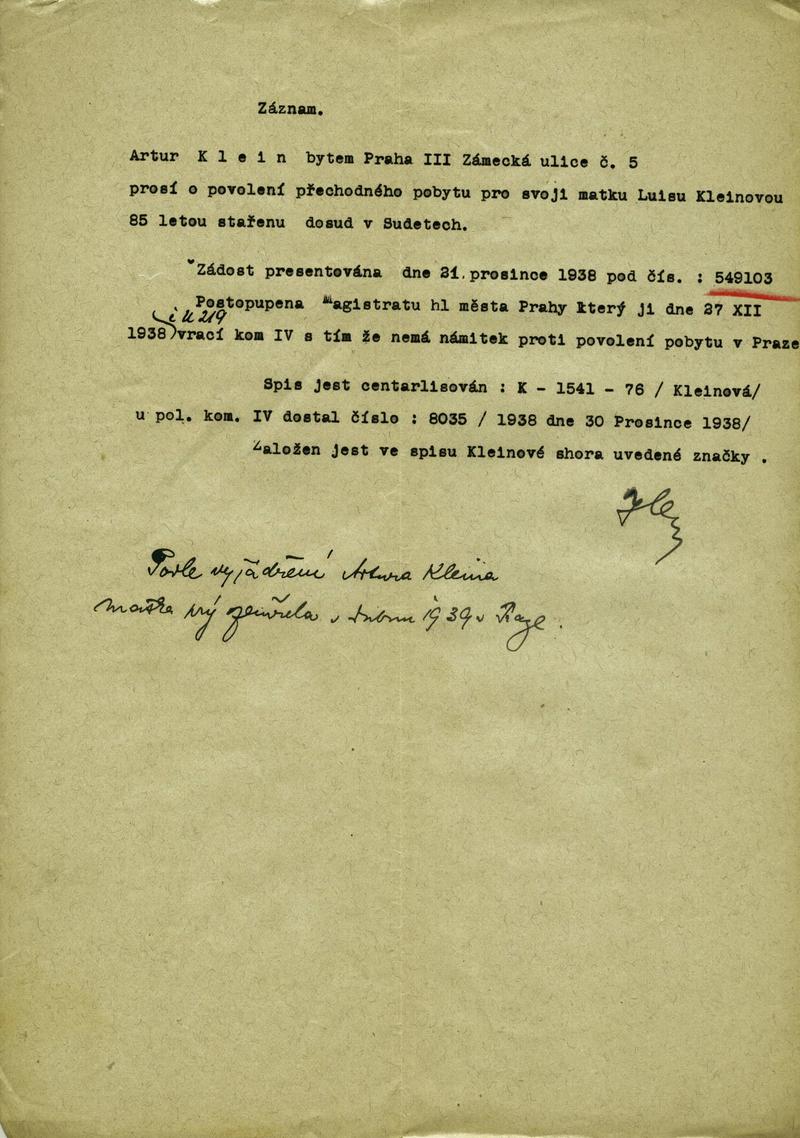 Záznam.
Artur K l e i n bytem Praha III Zámecká ulice č. 5
prosí o povolení přechodného pobytu pro svoji matku Luisu Kleinovou
85 letou stařenu dosud v Sudetech.
Žádost presentována dne 21.prosince 1938 pod čís. : 549103
Postopupena Magistratu hl města Prahy který ji dne 27 XII
1938 vrací kom IV s tím že nemá námitek proti povolení pobytu v Praze
Spis jest centarlisován : K - 1541 - 76 / Kleinová/
u pol. kom. IV dostal číslo : 8035 / 1938 dne 30 Prosince 1938/
Založen jest ve spisu Kleinové shora uvedené značky .
Podle vyjádření Artura Kleina
matka prý zemřela v 1939 v Praze.